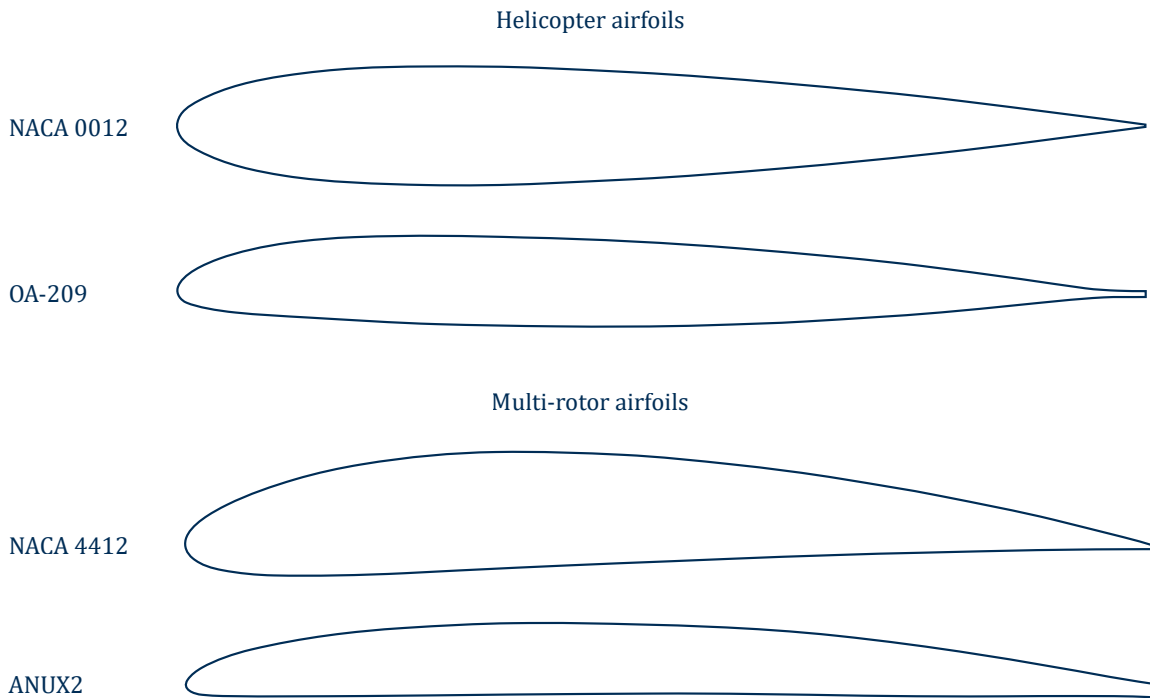 Helicopter airfoils
NACA 0012
OA-209
Multi-rotor airfoils
NACA 4412
ANUX2